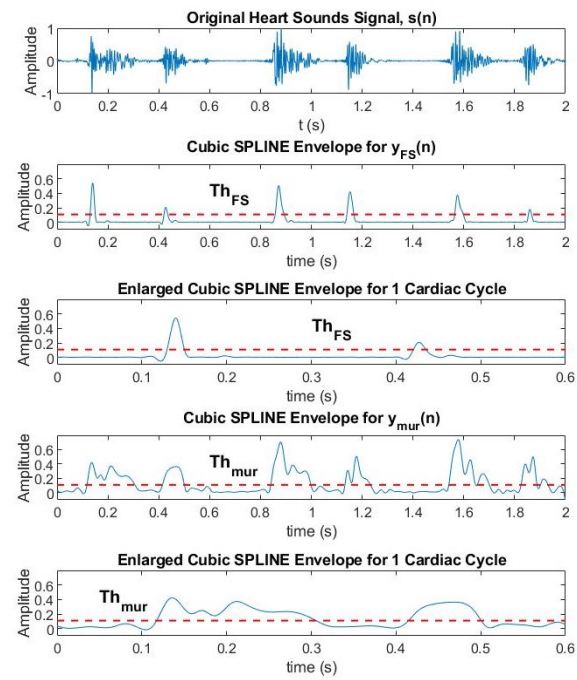 Original Heart Sounds Signal, s(n)
Amplitude
1
0
-1
0 0.2 0.4 0.6 0.8 1 1.2 1.4 1.6 1.8 2
t (s)
Cubic SPLINE Envelope for y_FS(n)
Amplitude
0.6
0.4
0.2
0
Th_FS
0 0.2 0.4 0.6 0.8 1 1.2 1.4 1.6 1.8 2
time (s)
Enlarged Cubic SPLINE Envelope for 1 Cardiac Cycle
Amplitude
0.6
0.4
0.2
0
Th_FS
0 0.1 0.2 0.3 0.4 0.5 0.6
time (s)
Cubic SPLINE Envelope for y_mur(n)
Amplitude
0.6
0.4
0.2
0
Th_mur
0 0.2 0.4 0.6 0.8 1 1.2 1.4 1.6 1.8 2
time (s)
Enlarged Cubic SPLINE Envelope for 1 Cardiac Cycle
Amplitude
0.6
0.4
0.2
0
Th_mur
0 0.1 0.2 0.3 0.4 0.5 0.6
time (s)